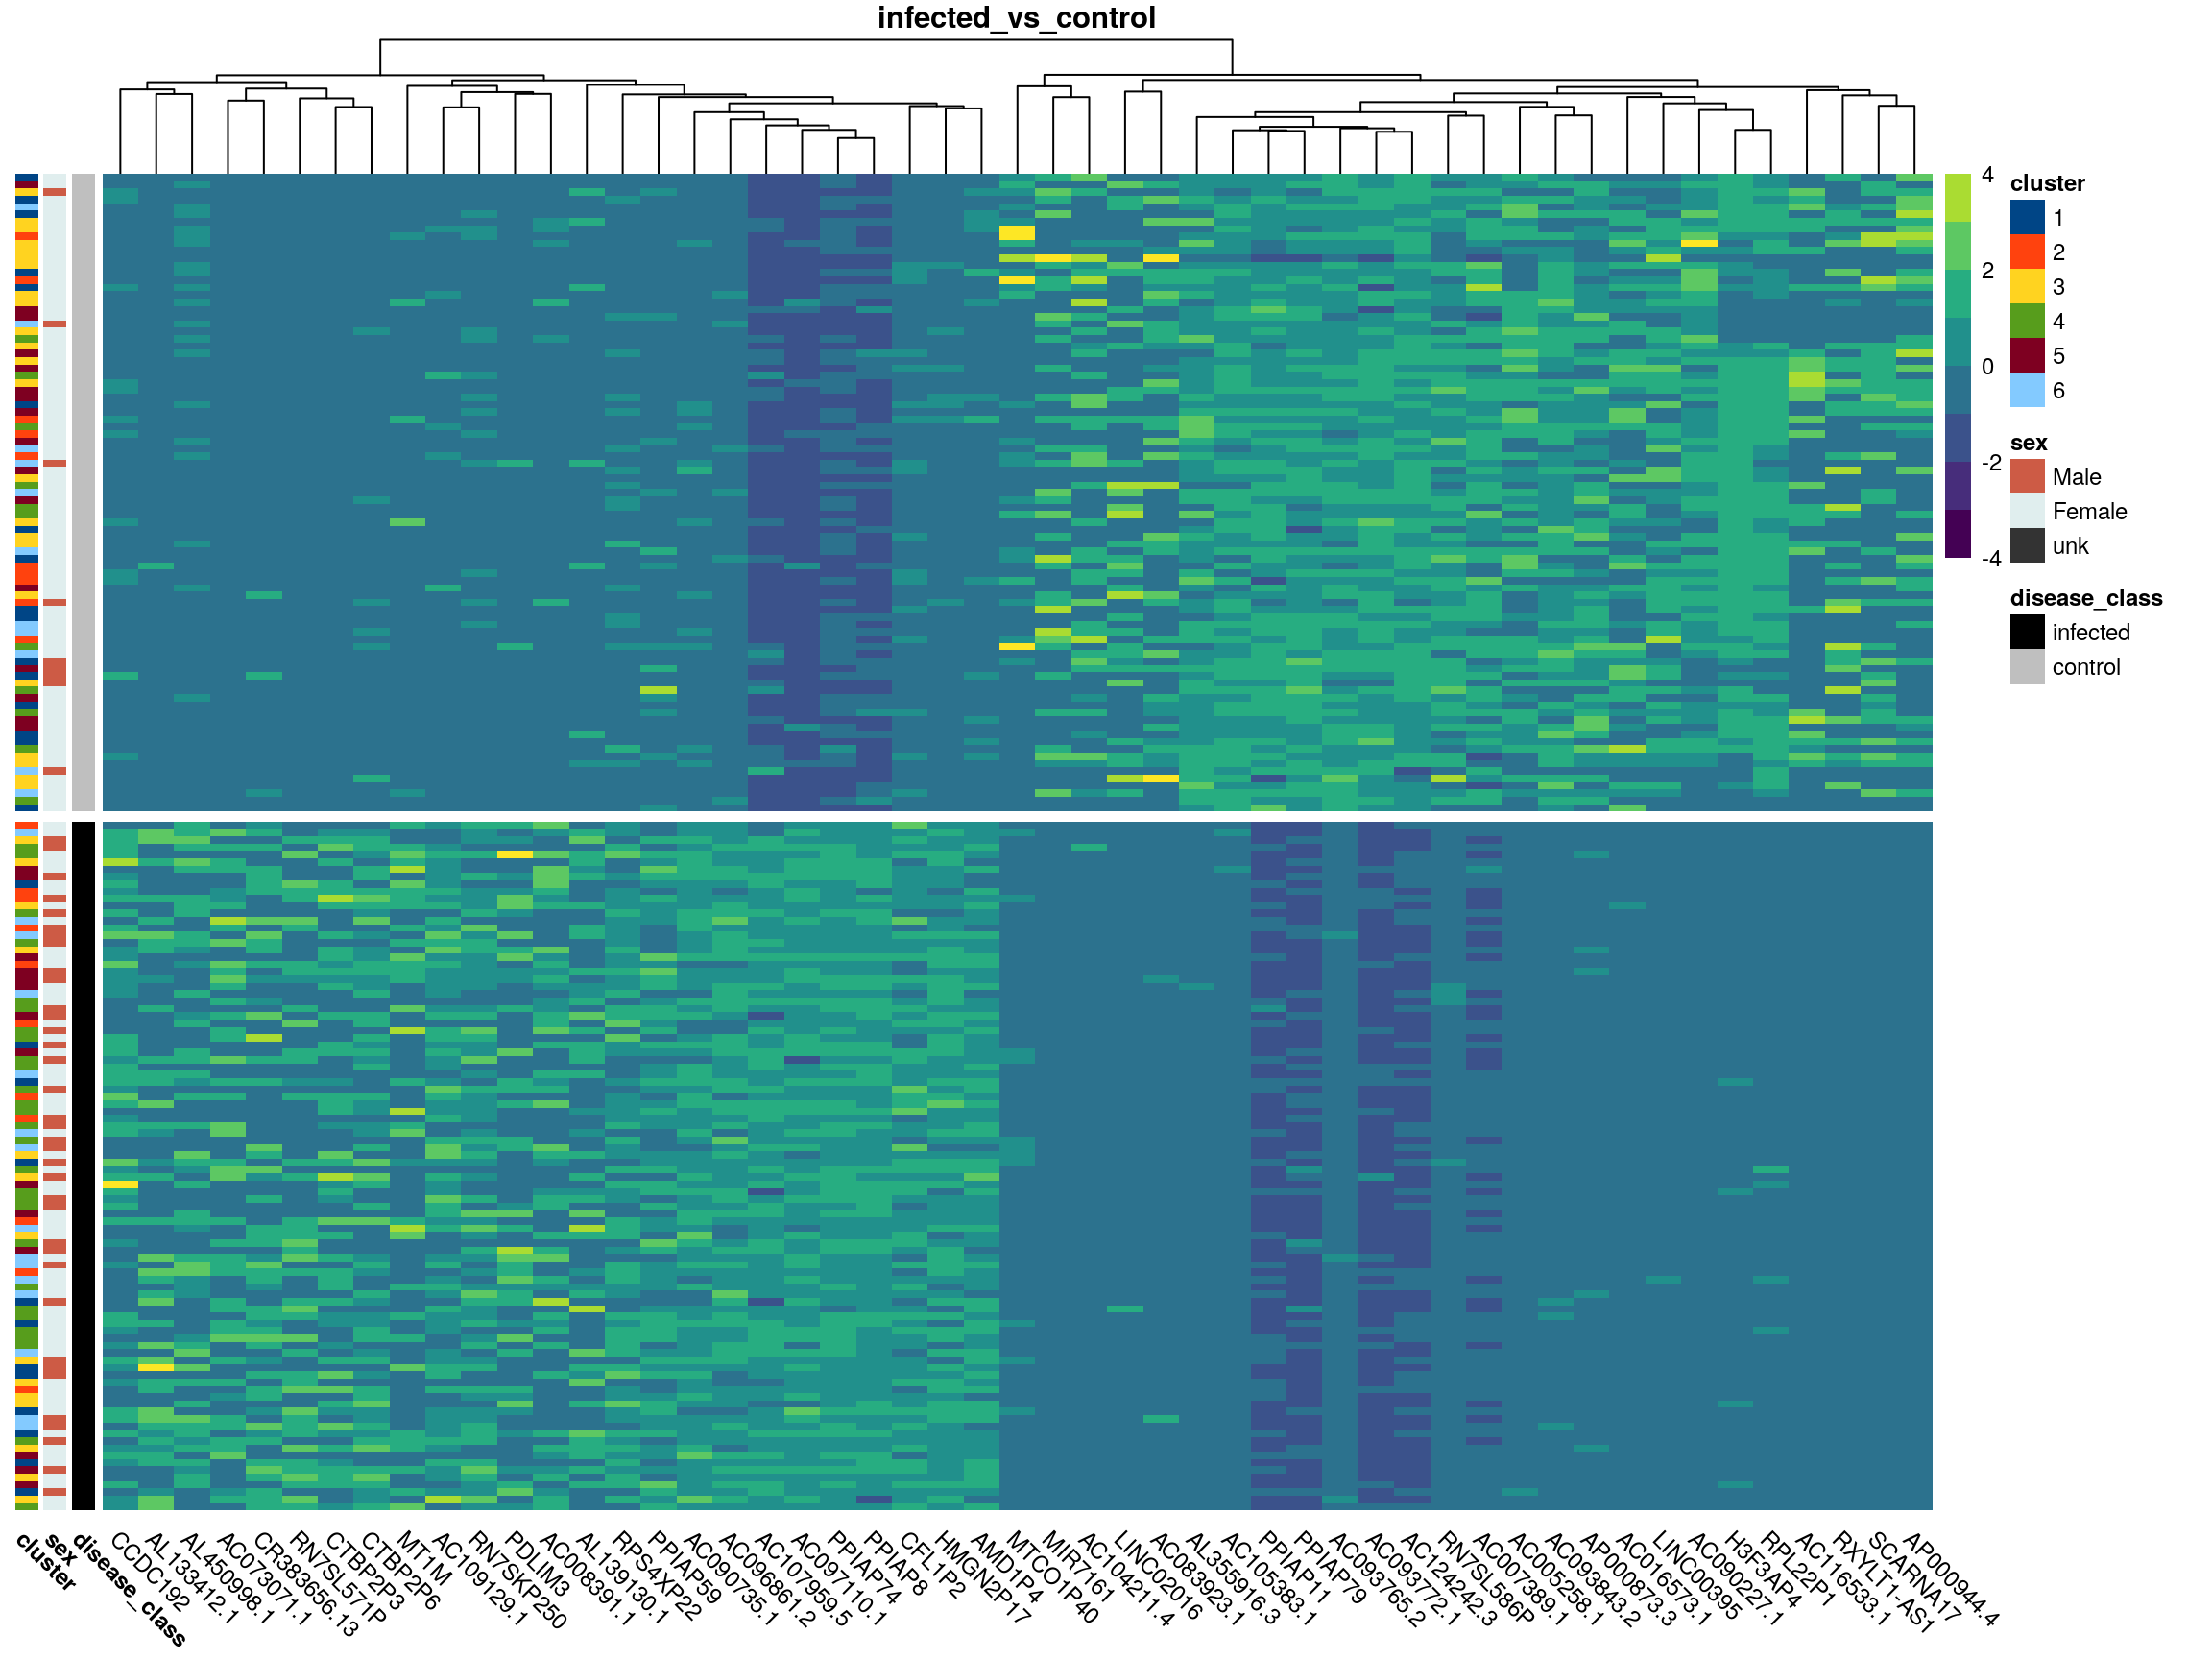 infected_vs_control
4
2
0
-2
-4
cluster
1
2
3
4
5
6
sex
Male
Female
unk
disease_class
infected
control
cluster
sex
disease_class
CCDC192
AL133412.1
AL450998.1
AC073071.1
CR383656.13
RN7SL571P
CTBP2P3
CTBP2P6
MT1M
AC109129.1
RN7SKP250
PDLIM3
AC008391.1
AL139130.1
RPS4XP22
PPIAP59
AC090735.1
AC099681.2
AC107959.5
AC097110.1
PPIAP74
PPIAP8
CFL1P2
HMGN2P17
AMD1P4
MTCO1P40
MIR7161
AC104211.4
LINC02016
AC083923.1
AL355916.3
AC105383.1
PPIAP11
PPIAP79
AC093765.2
AC093772.1
AC124242.3
RN7SL586P
AC007389.1
AC005258.1
AC093843.2
AP000873.3
AC016573.1
LINC00395
AC090227.1
H3F3AP4
RPL22P1
AC116533.1
RXYLT1-AS1
SCARNA17
AP000944.4